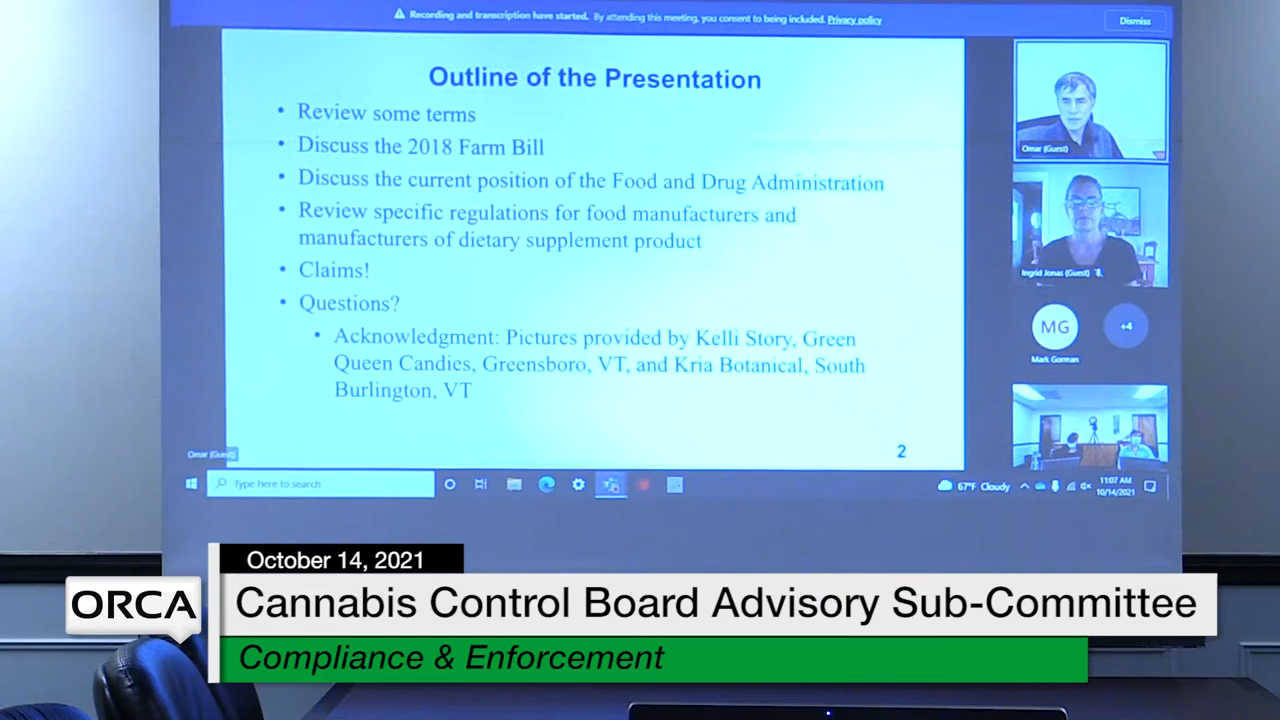 Recording and transcription have started. By attending this meeting, you consent to being included. Privacy policy
Dismiss
Outline of the Presentation
• Review some terms
• Discuss the 2018 Farm Bill
• Discuss the current position of the Food and Drug Administration
• Review specific regulations for food manufacturers and
manufacturers of dietary supplement product
• Claims!
• Questions?
• Acknowledgment: Pictures provided by Kelli Story, Green
Queen Candies, Greensboro, VT, and Kria Botanical, South
Burlington, VT
2
Omar (Guest)
Omar (Guest)
Ingrid Jonas (Guest)
MG
+4
Mark Gorman
Type here to search
67°F Cloudy
11:07 AM
10/14/2021
October 14, 2021
ORCA
Cannabis Control Board Advisory Sub-Committee
Compliance & Enforcement